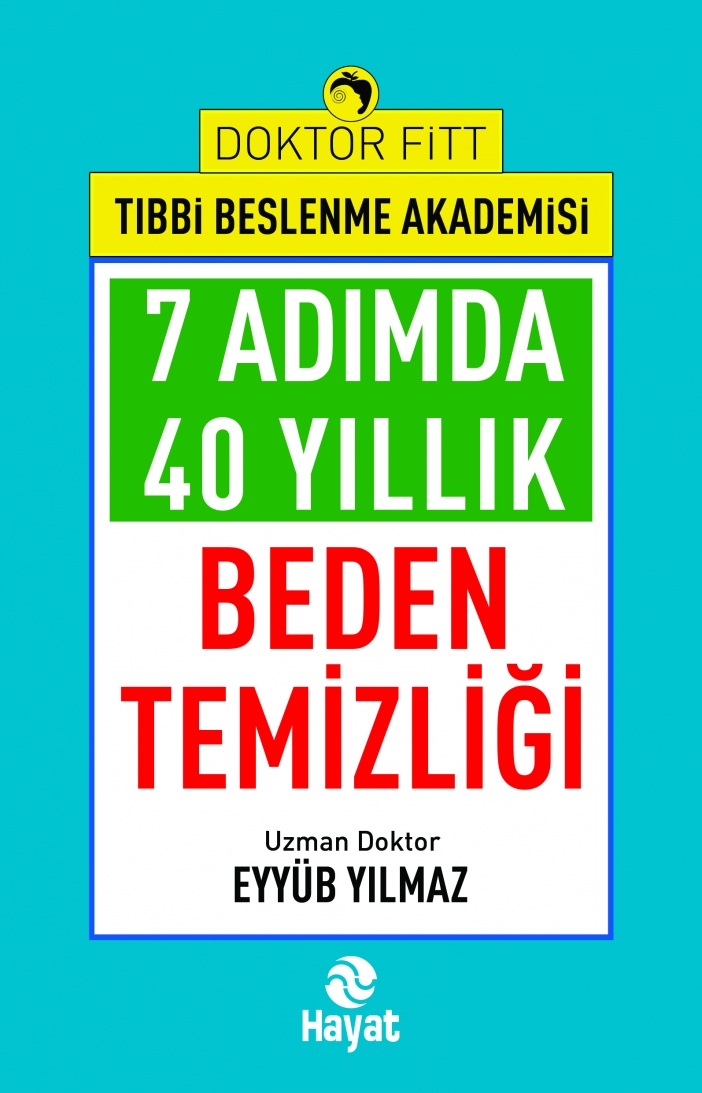 DOKTOR FİTT
TIBBİ BESLENME AKADEMİSİ
7 ADIMDA
40 YILLIK
BEDEN
TEMİZLİĞİ
Uzman Doktor
EYYÜB YILMAZ
Hayat